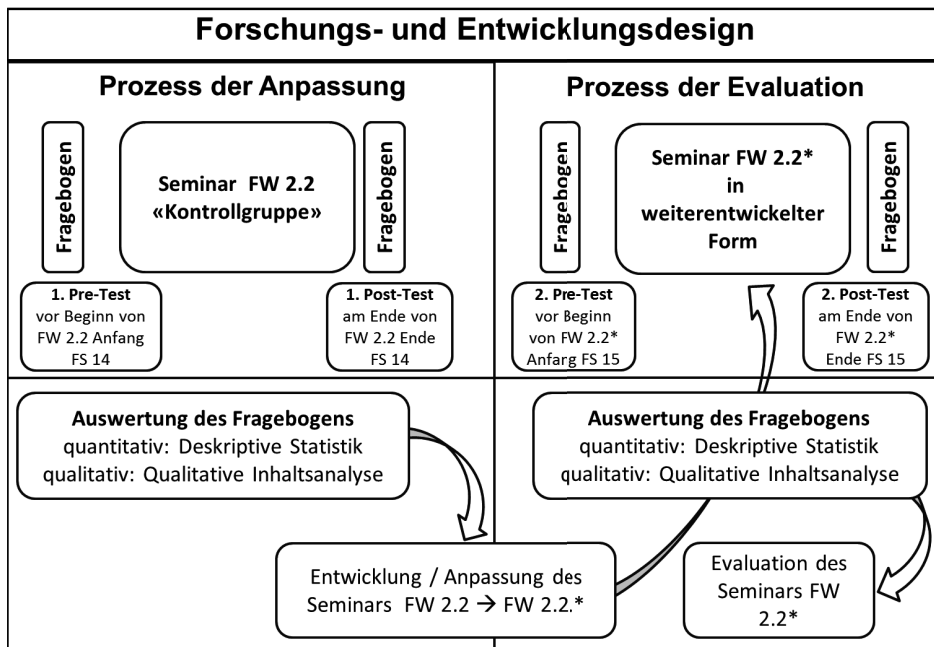 Forschungs- und Entwicklungsdesign
Prozess der Anpassung
Fragebogen
Seminar FW 2.2
«Kontrollgruppe»
Fragebogen
1. Pre-Test
vor Beginn von
FW 2.2 Anfang
FS 14
1. Post-Test
am Ende von
FW 2.2 Ende
FS 14
Prozess der Evaluation
Fragebogen
Seminar FW 2.2*
in
weiterentwickelter
Form
Fragebogen
2. Pre-Test
vor Beginn
von FW 2.2*
Anfang FS 15
2. Post-Test
am Ende von
FW 2.2*
Ende FS 15
Auswertung des Fragebogens
quantitativ: Deskriptive Statistik
qualitativ: Qualitative Inhaltsanalyse
Auswertung des Fragebogens
quantitativ: Deskriptive Statistik
qualitativ: Qualitative Inhaltsanalyse
Entwicklung / Anpassung des
Seminars FW 2.2 → FW 2.2.*
Evaluation des
Seminars FW
2.2*